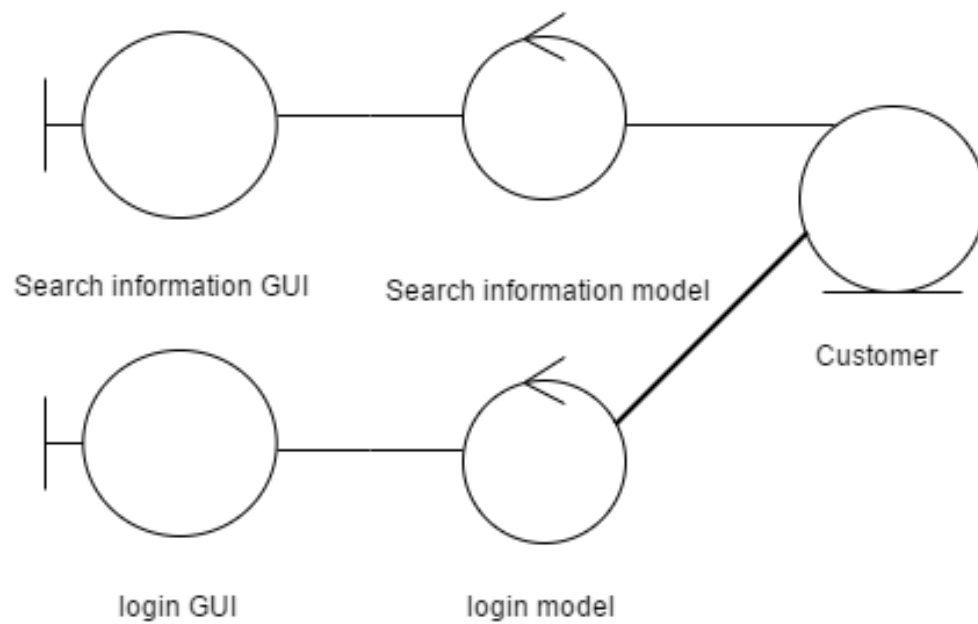 Search information GUI
Search information model
Customer
login GUI
login model